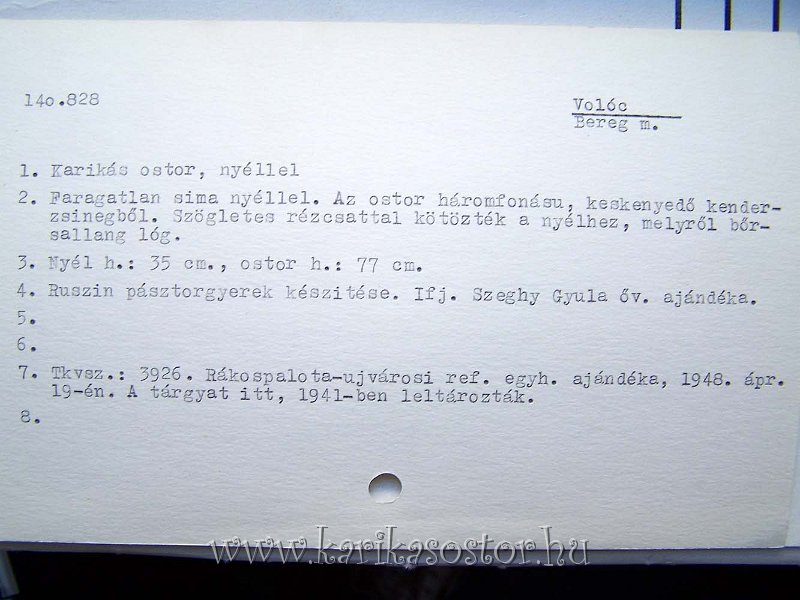 14o.828
Volóc
Bereg m.
1. Karikás ostor, nyéllel
2. Faragatlan sima nyéllel. Az ostor háromfonásu, keskenyedő kender-
zsinegből. Szögletes rézcsattal kötözték a nyélhez, melyről bőr-
sallang lóg.
3. Nyél h.: 35 cm., ostor h.: 77 cm.
4. Ruszin pásztorgyerek készitése. Ifj. Szeghy Gyula őv. ajándéka.
5.
6.
7. Tkvsz.: 3926. Rákospalota-ujvárosi ref. egyh. ajándéka, 1948. ápr.
19-én. A tárgyat itt, 1941-ben leltározták.
8.
www.karikasostor.hu